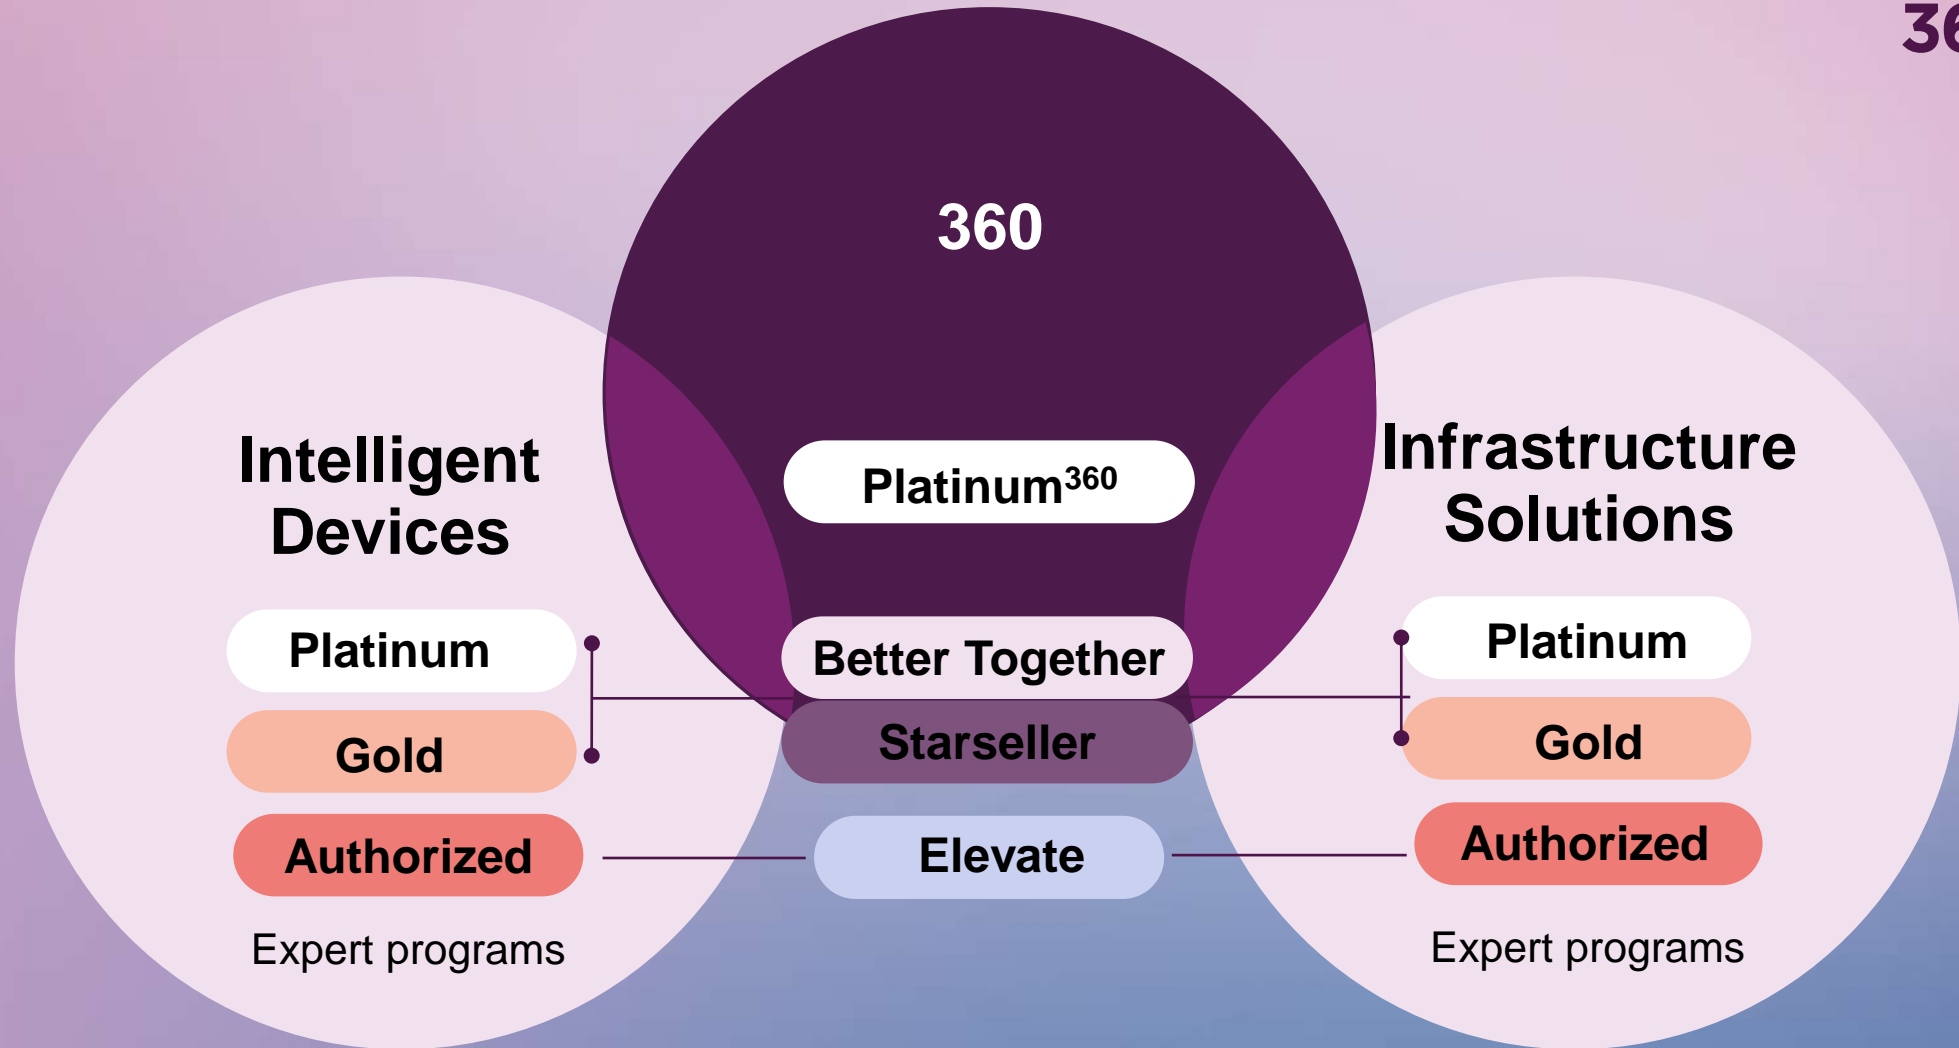 360
Intelligent
Devices
Platinum
Gold
Authorized
Expert programs
Platinum³⁶⁰
Better Together
Starseller
Elevate
Infrastructure
Solutions
Platinum
Gold
Authorized
Expert programs